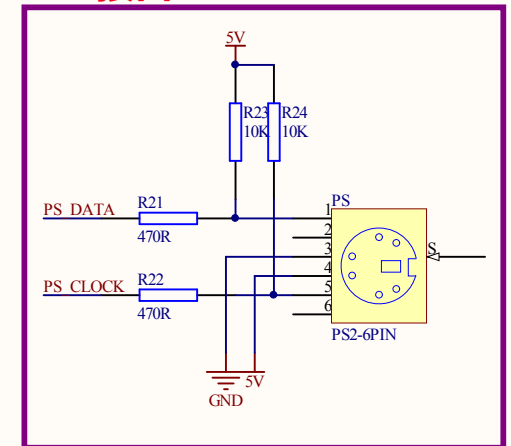 5V
R23 R24
10K 10K
R21
PS
PS DATA
1
470R
2
3
S
4
R22
PS CLOCK
5
470R
6
PS2-6PIN
5V
GND